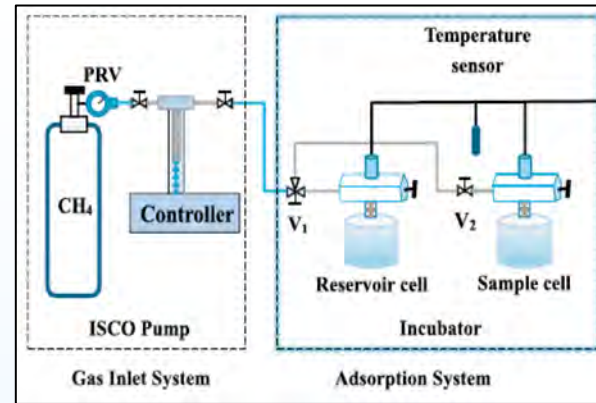 Temperature
sensor
PRV
CH₄
Controller
V₁
V₂
Reservoir cell
Sample cell
ISCO Pump
Incubator
Gas Inlet System
Adsorption System